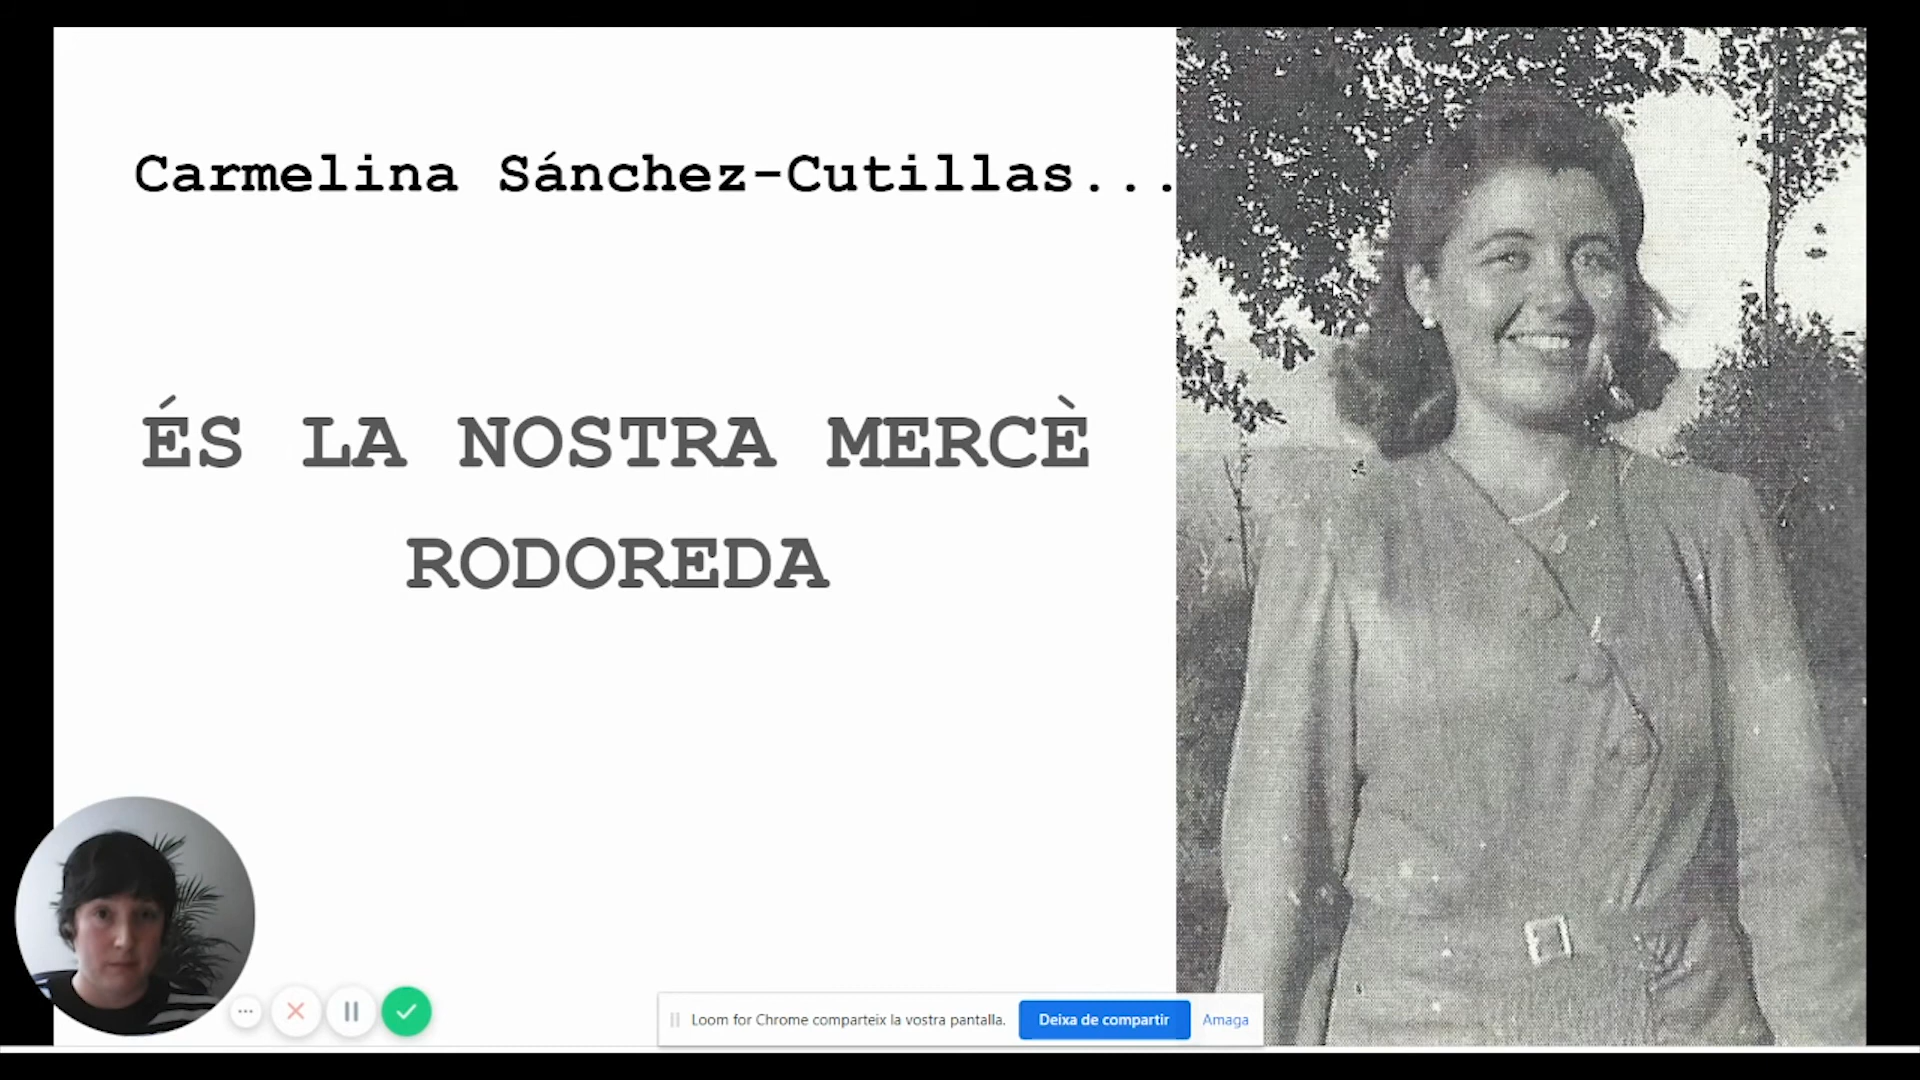 Carmelina Sánchez-Cutillas...
ÉS LA NOSTRA MERCÈ
RODOREDA
Loom for Chrome comparteix la vostra pantalla.
Deixa de compartir
Amaga